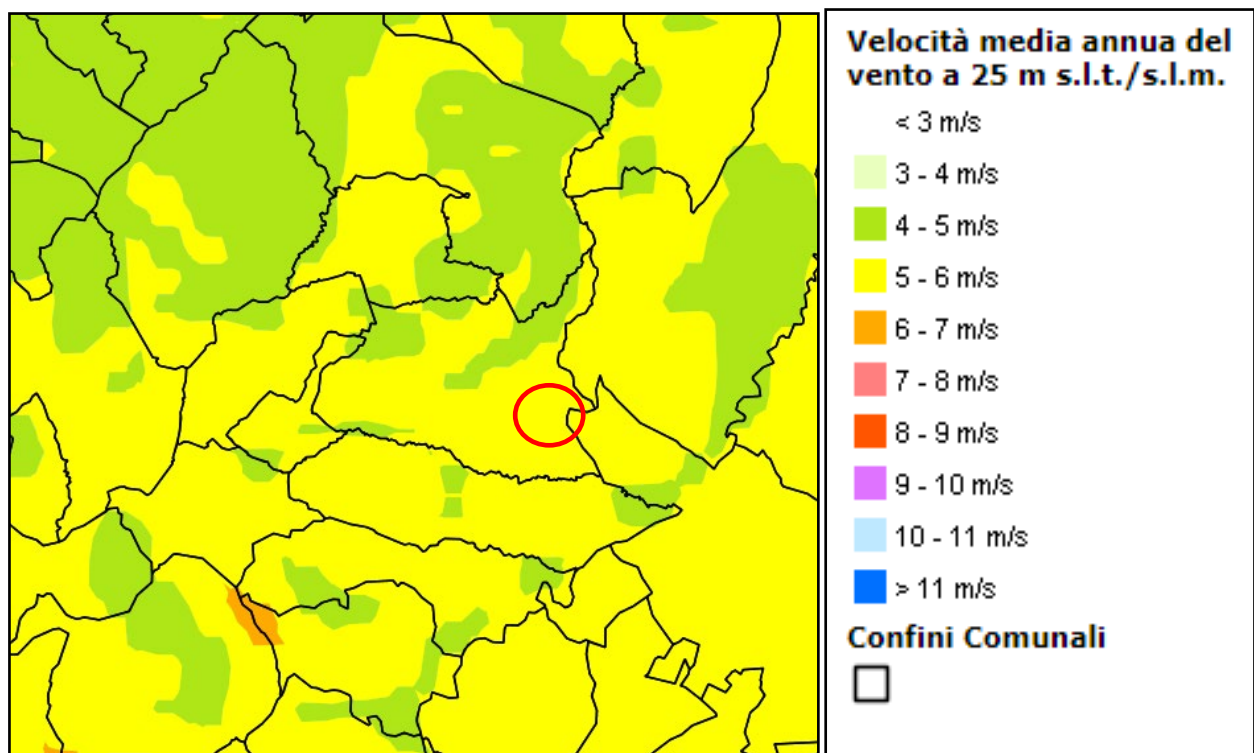 Velocità media annua del
vento a 25 m s.l.t./s.l.m.
< 3 m/s
3 - 4 m/s
4 - 5 m/s
5 - 6 m/s
6 - 7 m/s
7 - 8 m/s
8 - 9 m/s
9 - 10 m/s
10 - 11 m/s
> 11 m/s
Confini Comunali